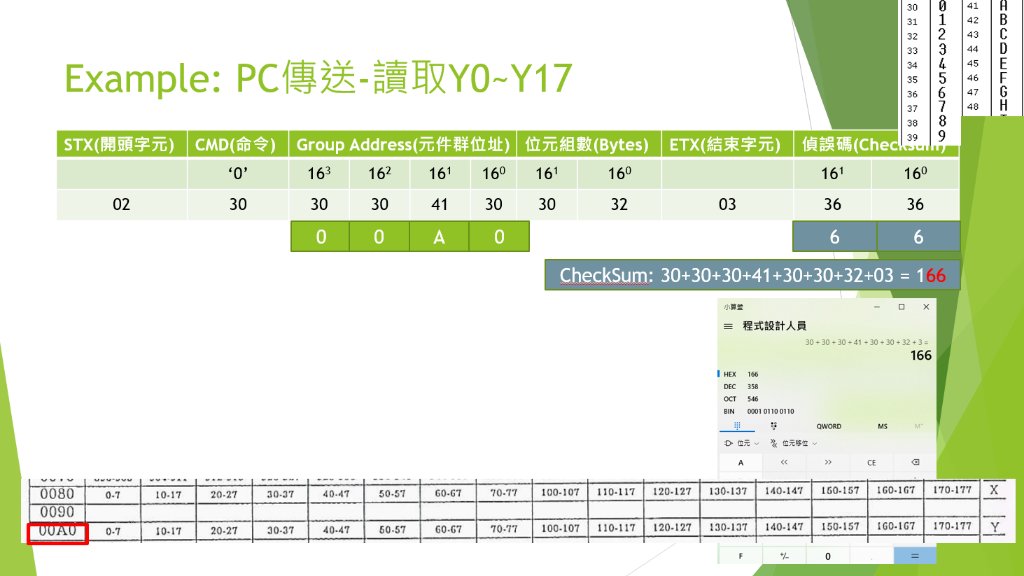 Example: PC傳送-讀取Y0~Y17
30 0 41 A
31 1 42 B
32 2 43 C
33 3 44 D
34 4 45 E
35 5 46 F
36 6 47 G
37 7 48 H
38 8
39 9
STX(開頭字元) CMD(命令) Group Address(元件群位址) 位元組數(Bytes) ETX(結束字元) 偵誤碼(Checksum)
‘0’ 16³ 16² 16¹ 16⁰ 16¹ 16⁰ 16¹ 16⁰
02 30 30 30 41 30 30 32 03 36 36
0 0 A 0 6 6
CheckSum: 30+30+30+41+30+30+32+03 = 166
小算盤
程式設計人員
30 + 30 + 30 + 41 + 30 + 30 + 32 + 3 =
166
HEX 166
DEC 358
OCT 546
BIN 0001 0110 0110
QWORD MS M˅
位元 位元移位
A << >> CE
0080 0-7 10-17 20-27 30-37 40-47 50-57 60-67 70-77 100-107 110-117 120-127 130-137 140-147 150-157 160-167 170-177 X
0090
00A0 0-7 10-17 20-27 30-37 40-47 50-57 60-67 70-77 100-107 110-117 120-127 130-137 140-147 150-157 160-167 170-177 Y
F +/- 0 . =